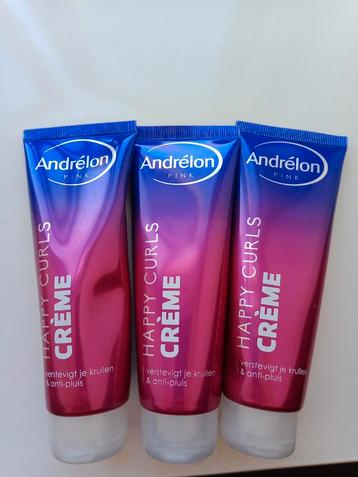 Andrélon
PINK
HAPPY CURLS
CRÈME
verstevigt je krullen
& anti-pluis
Andrélon
PINK
HAPPY CURLS
CRÈME
verstevigt je krullen
& anti-pluis
Andrélon
PINK
HAPPY CURLS
CRÈME
verstevigt je krullen
& anti-pluis